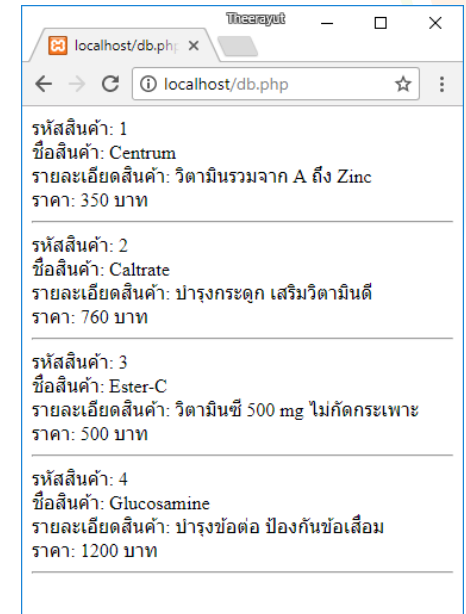 Theerayut
localhost/db.ph
localhost/db.php
รหัสสินค้า: 1
ชื่อสินค้า: Centrum
รายละเอียดสินค้า: วิตามินรวมจาก A ถึง Zinc
ราคา: 350 บาท
รหัสสินค้า: 2
ชื่อสินค้า: Caltrate
รายละเอียดสินค้า: บำรุงกระดูก เสริมวิตามินดี
ราคา: 760 บาท
รหัสสินค้า: 3
ชื่อสินค้า: Ester-C
รายละเอียดสินค้า: วิตามินซี 500 mg ไม่กัดกระเพาะ
ราคา: 500 บาท
รหัสสินค้า: 4
ชื่อสินค้า: Glucosamine
รายละเอียดสินค้า: บำรุงข้อต่อ ป้องกันข้อเสื่อม
ราคา: 1200 บาท